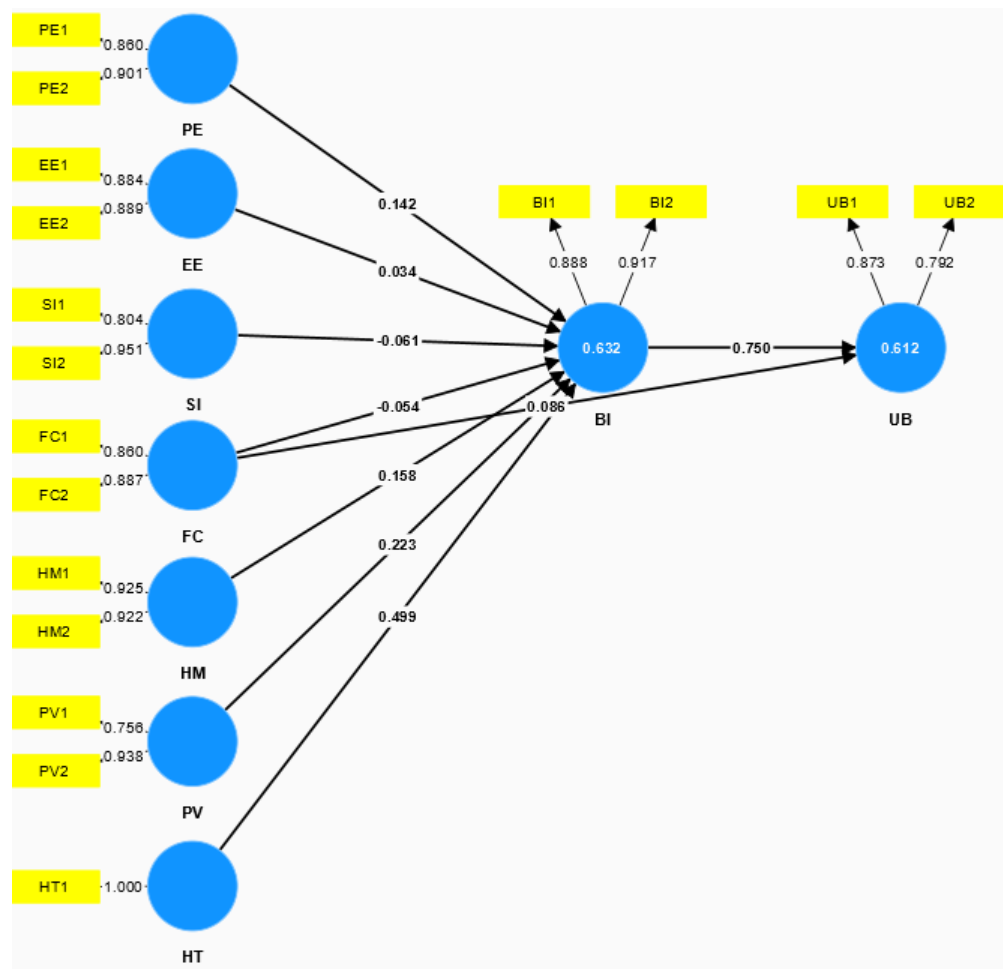 PE1
0.860
PE2
0.901
PE
EE1
0.884
EE2
0.889
EE
SI1
0.804
SI2
0.951
SI
FC1
0.860
FC2
0.887
FC
HM1
0.925
HM2
0.922
HM
PV1
0.756
PV2
0.938
PV
HT1
1.000
HT
0.142
0.034
-0.061
-0.054
0.086
0.158
0.223
0.499
BI1
BI2
0.888
0.917
0.632
BI
0.750
UB1
UB2
0.873
0.792
0.612
UB